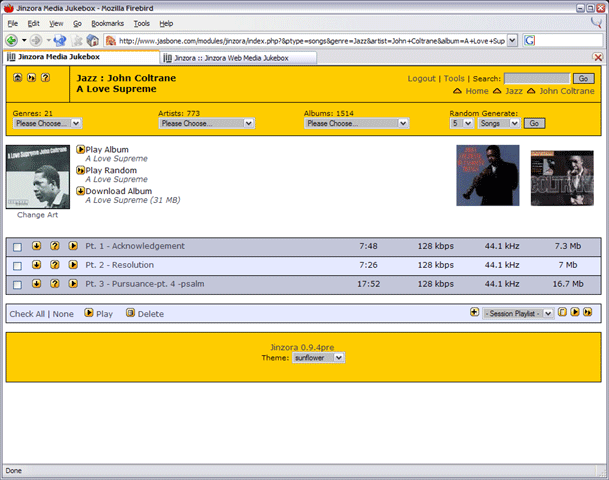 Jinzora Media Jukebox - Mozilla Firebird
File Edit View Go Bookmarks Tools Help
http://www.jasbone.com/modules/jinzora/index.php?&ptype=songs&genre=Jazz&artist=John+Coltrane&album=A+Love+Sup
Jinzora Media Jukebox Jinzora :: Jinzora Web Media Jukebox
Jazz : John Coltrane
A Love Supreme
Logout | Tools | Search: Go
Home Jazz John Coltrane
Genres: 21 Artists: 773 Albums: 1514 Random Generate:
Please Choose... Please Choose... Please Choose... 5 Songs Go
Play Album
A Love Supreme
Play Random
A Love Supreme
Download Album
A Love Supreme (31 MB)
Change Art
COLTRANE
Pt. 1 - Acknowledgement 7:48 128 kbps 44.1 kHz 7.3 Mb
Pt. 2 - Resolution 7:26 128 kbps 44.1 kHz 7 Mb
Pt. 3 - Pursuance-pt. 4 -psalm 17:52 128 kbps 44.1 kHz 16.7 Mb
Check All | None Play Delete - Session Playlist -
Jinzora 0.9.4pre
Theme: sunflower
Done